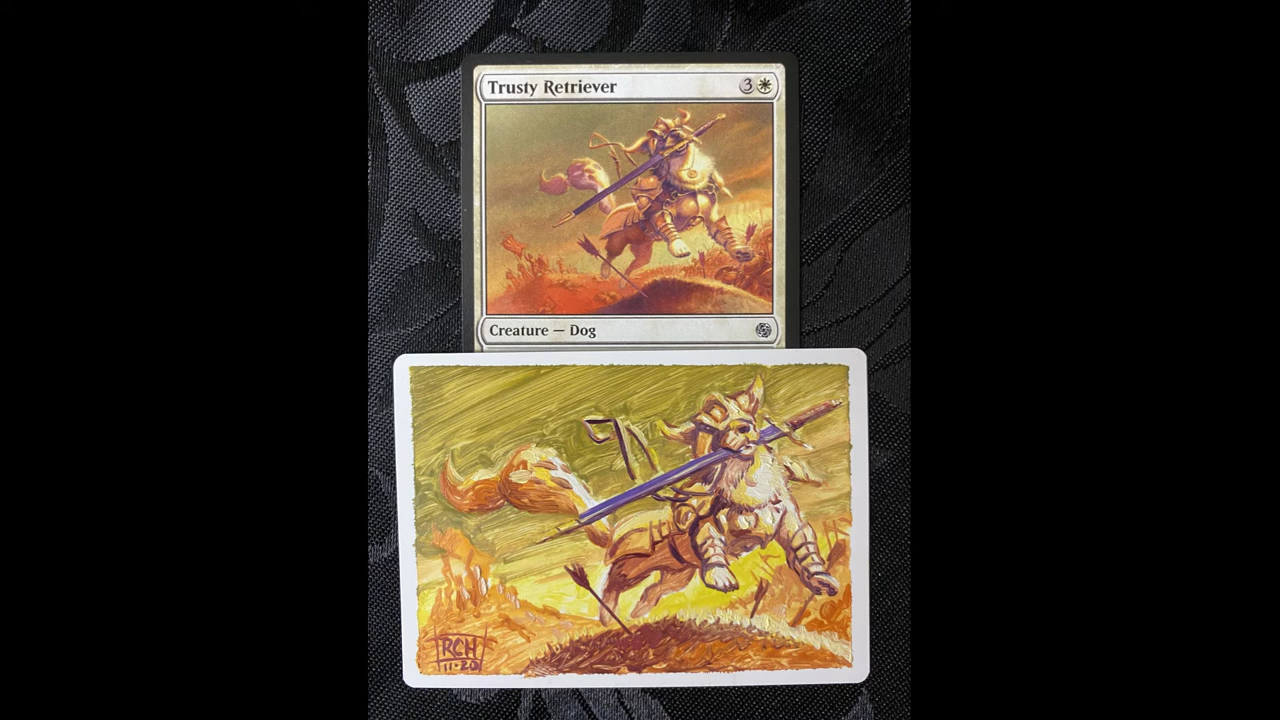 Trusty Retriever
3
Creature — Dog
RCH
11-20